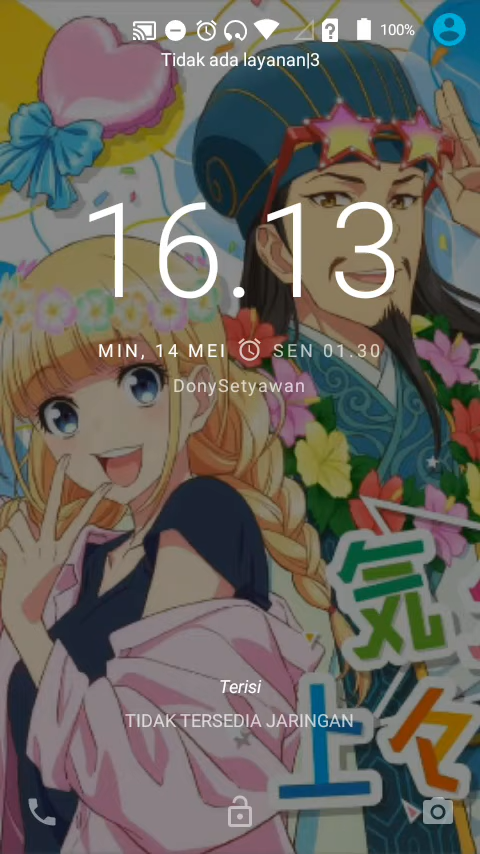 100%
Tidak ada layanan|3
16.13
MIN, 14 MEI SEN 01.30
DonySetyawan
気
上々
Terisi
TIDAK TERSEDIA JARINGAN